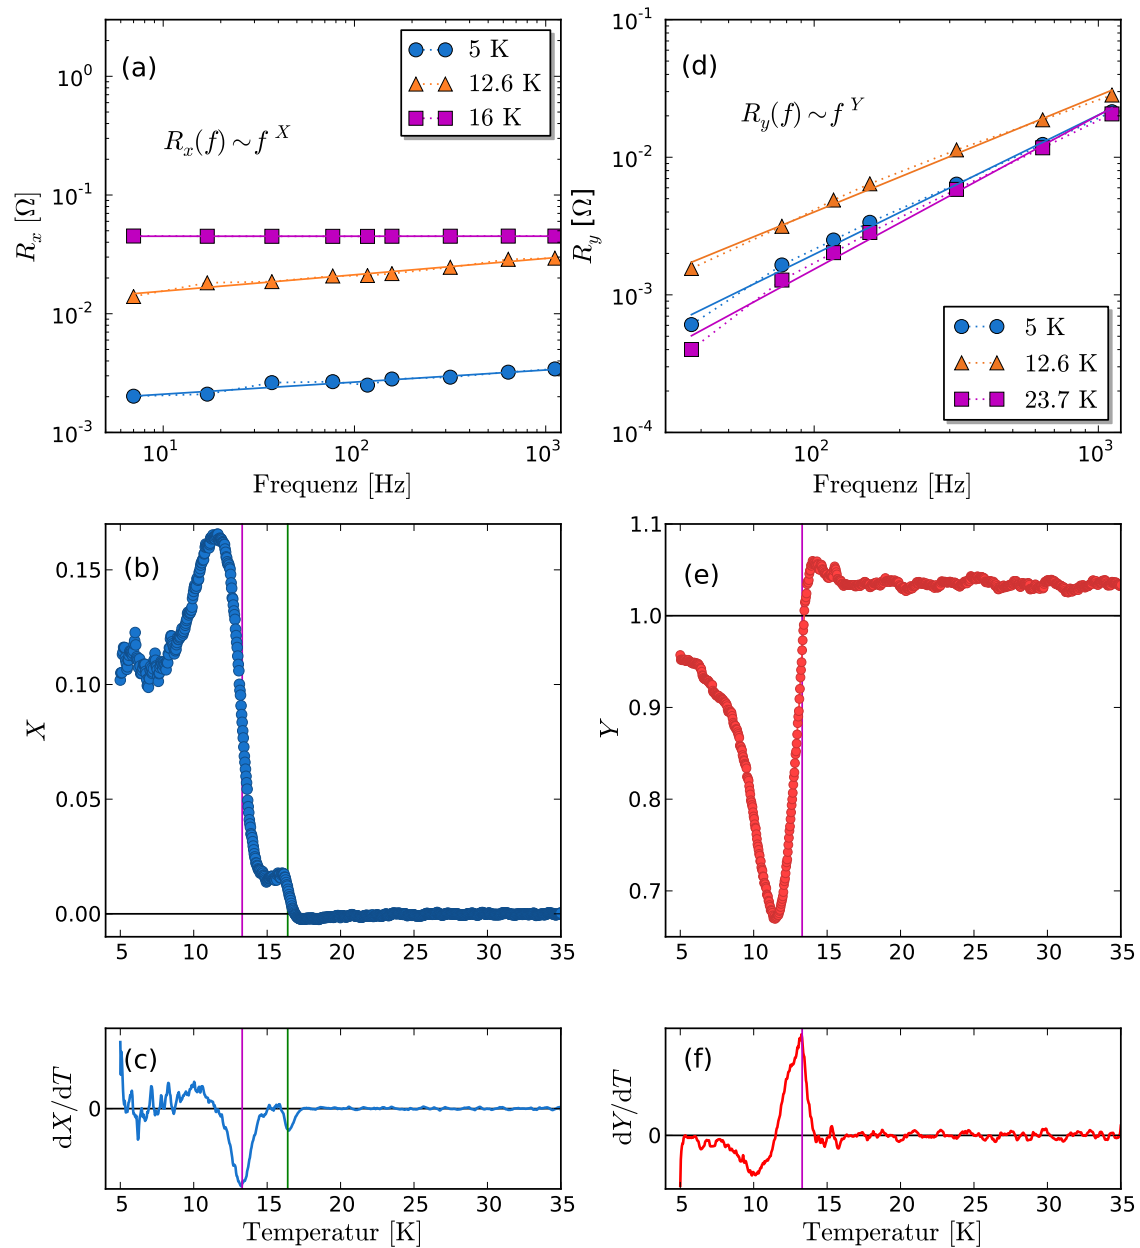 (a)
R_x(f) ~ f^X
5 K
12.6 K
16 K
R_x [Ω]
10^0
10^-1
10^-2
10^-3
10^1 10^2 10^3
Frequenz [Hz]
(d)
R_y(f) ~ f^Y
5 K
12.6 K
23.7 K
R_y [Ω]
10^-1
10^-2
10^-3
10^-4
10^2 10^3
Frequenz [Hz]
(b)
X
0.15
0.10
0.05
0.00
5 10 15 20 25 30 35
(e)
Y
1.1
1.0
0.9
0.8
0.7
5 10 15 20 25 30 35
(c)
dX/dT
0
5 10 15 20 25 30 35
Temperatur [K]
(f)
dY/dT
0
5 10 15 20 25 30 35
Temperatur [K]